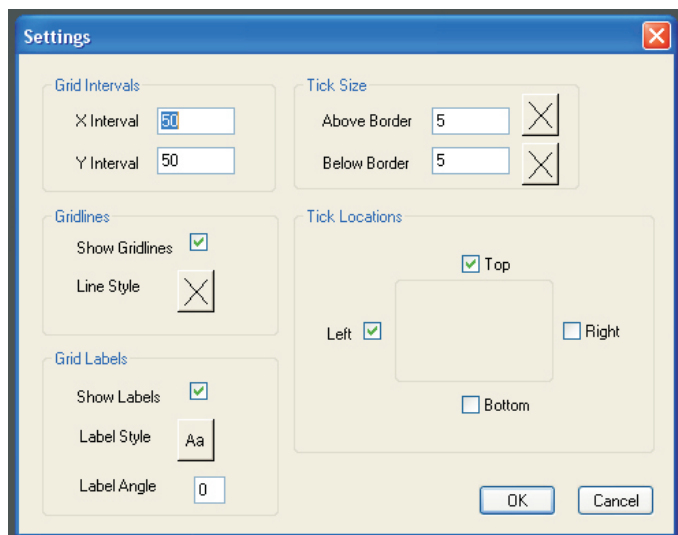 Settings
Grid Intervals
X Interval 50
Y Interval 50
Tick Size
Above Border 5
Below Border 5
Gridlines
Show Gridlines
Line Style
Tick Locations
Top
Left
Right
Bottom
Grid Labels
Show Labels
Label Style Aa
Label Angle 0
OK Cancel